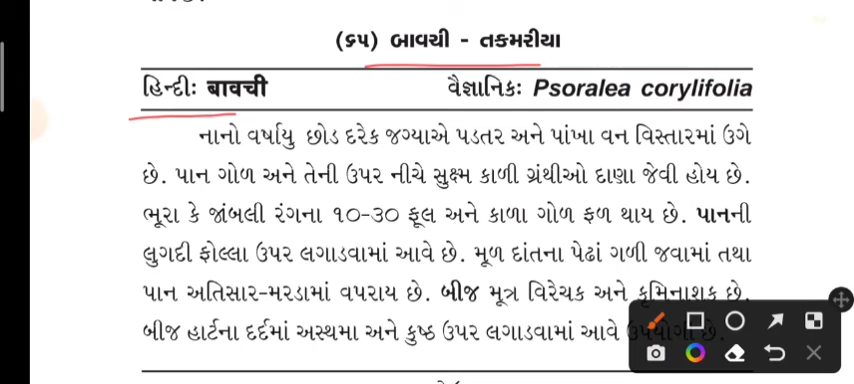 (૬૫) બાવચી - તકમરીયા
હિન્દીઃ બાવચી વૈજ્ઞાનિકઃ Psoralea corylifolia
નાનો વર્ષાયુ છોડ દરેક જગ્યાએ પડતર અને પાંખા વન વિસ્તારમાં ઉગે
છે. પાન ગોળ અને તેની ઉપર નીચે સુક્ષ્મ કાળી ગ્રંથીઓ દાણા જેવી હોય છે.
ભૂરા કે જાંબલી રંગના ૧૦-૩૦ ફૂલ અને કાળા ગોળ ફળ થાય છે. પાનની
લુગદી ફોલ્લા ઉપર લગાડવામાં આવે છે. મૂળ દાંતના પેઢાં ગળી જવામાં તથા
પાન અતિસાર-મરડામાં વપરાય છે. બીજ મૂત્ર વિરેચક અને કૃમિનાશક છે.
બીજ હાર્ટના દર્દમાં અસ્થમા અને કુષ્ઠ ઉપર લગાડવામાં આવે ઉપયોગી છે.